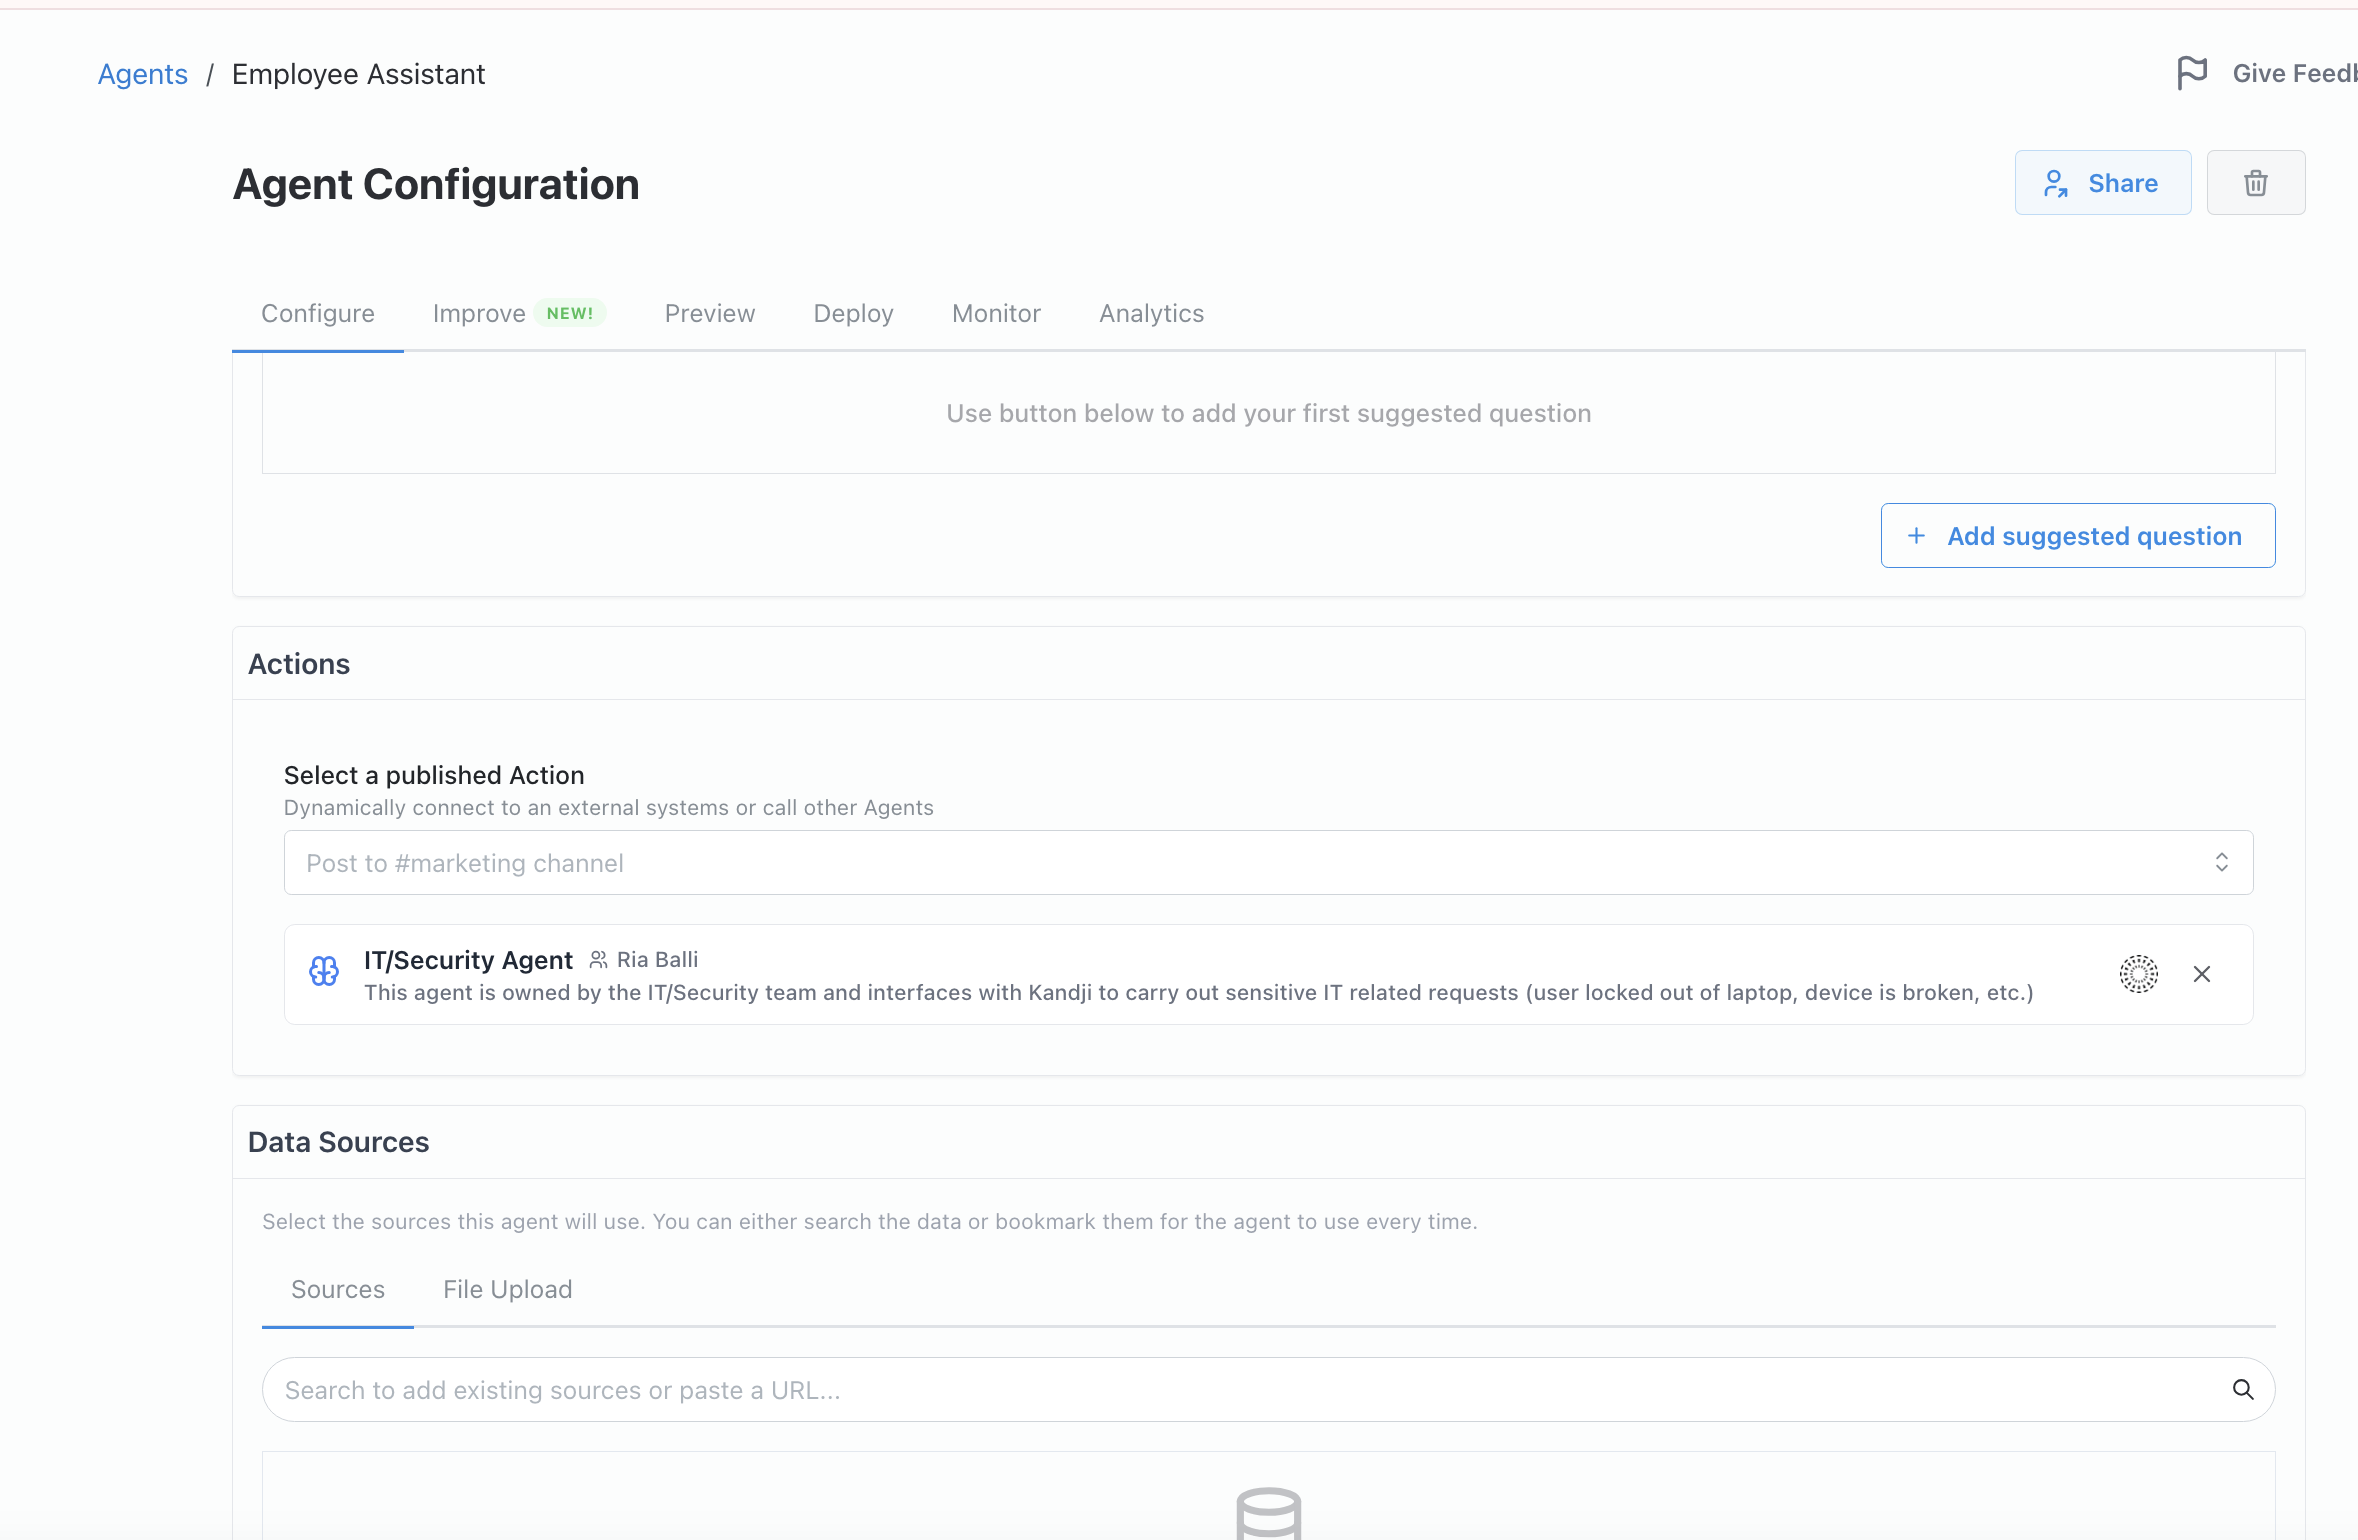 Agents / Employee Assistant
Give Feedb
Agent Configuration
Share
Configure
Improve NEW!
Preview
Deploy
Monitor
Analytics
Use button below to add your first suggested question
+ Add suggested question
Actions
Select a published Action
Dynamically connect to an external systems or call other Agents
Post to #marketing channel
IT/Security Agent Ria Balli
This agent is owned by the IT/Security team and interfaces with Kandji to carry out sensitive IT related requests (user locked out of laptop, device is broken, etc.)
Data Sources
Select the sources this agent will use. You can either search the data or bookmark them for the agent to use every time.
Sources
File Upload
Search to add existing sources or paste a URL...